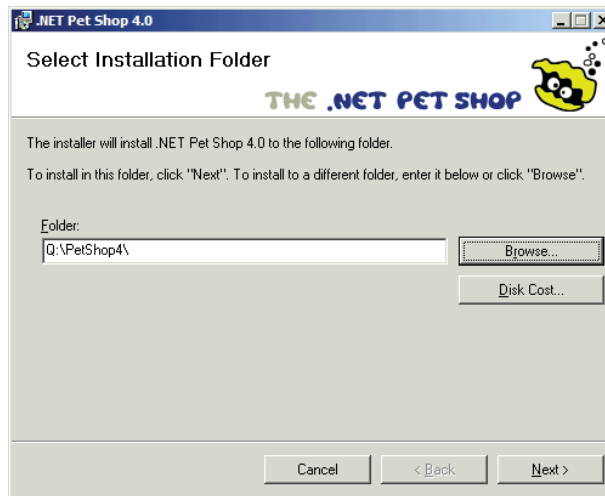 .NET Pet Shop 4.0
Select Installation Folder
THE .NET PET SHOP
The installer will install .NET Pet Shop 4.0 to the following folder.
To install in this folder, click "Next". To install to a different folder, enter it below or click "Browse".
Folder:
Q:\PetShop4\
Browse...
Disk Cost...
Cancel
< Back
Next >